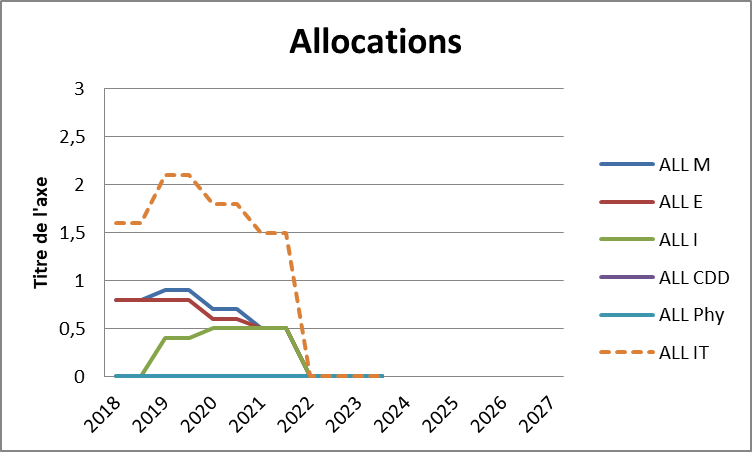 Allocations
Titre de l'axe
3
2,5
2
1,5
1
0,5
0
2018
2019
2020
2021
2022
2023
2024
2025
2026
2027
ALL M
ALL E
ALL I
ALL CDD
ALL Phy
ALL IT